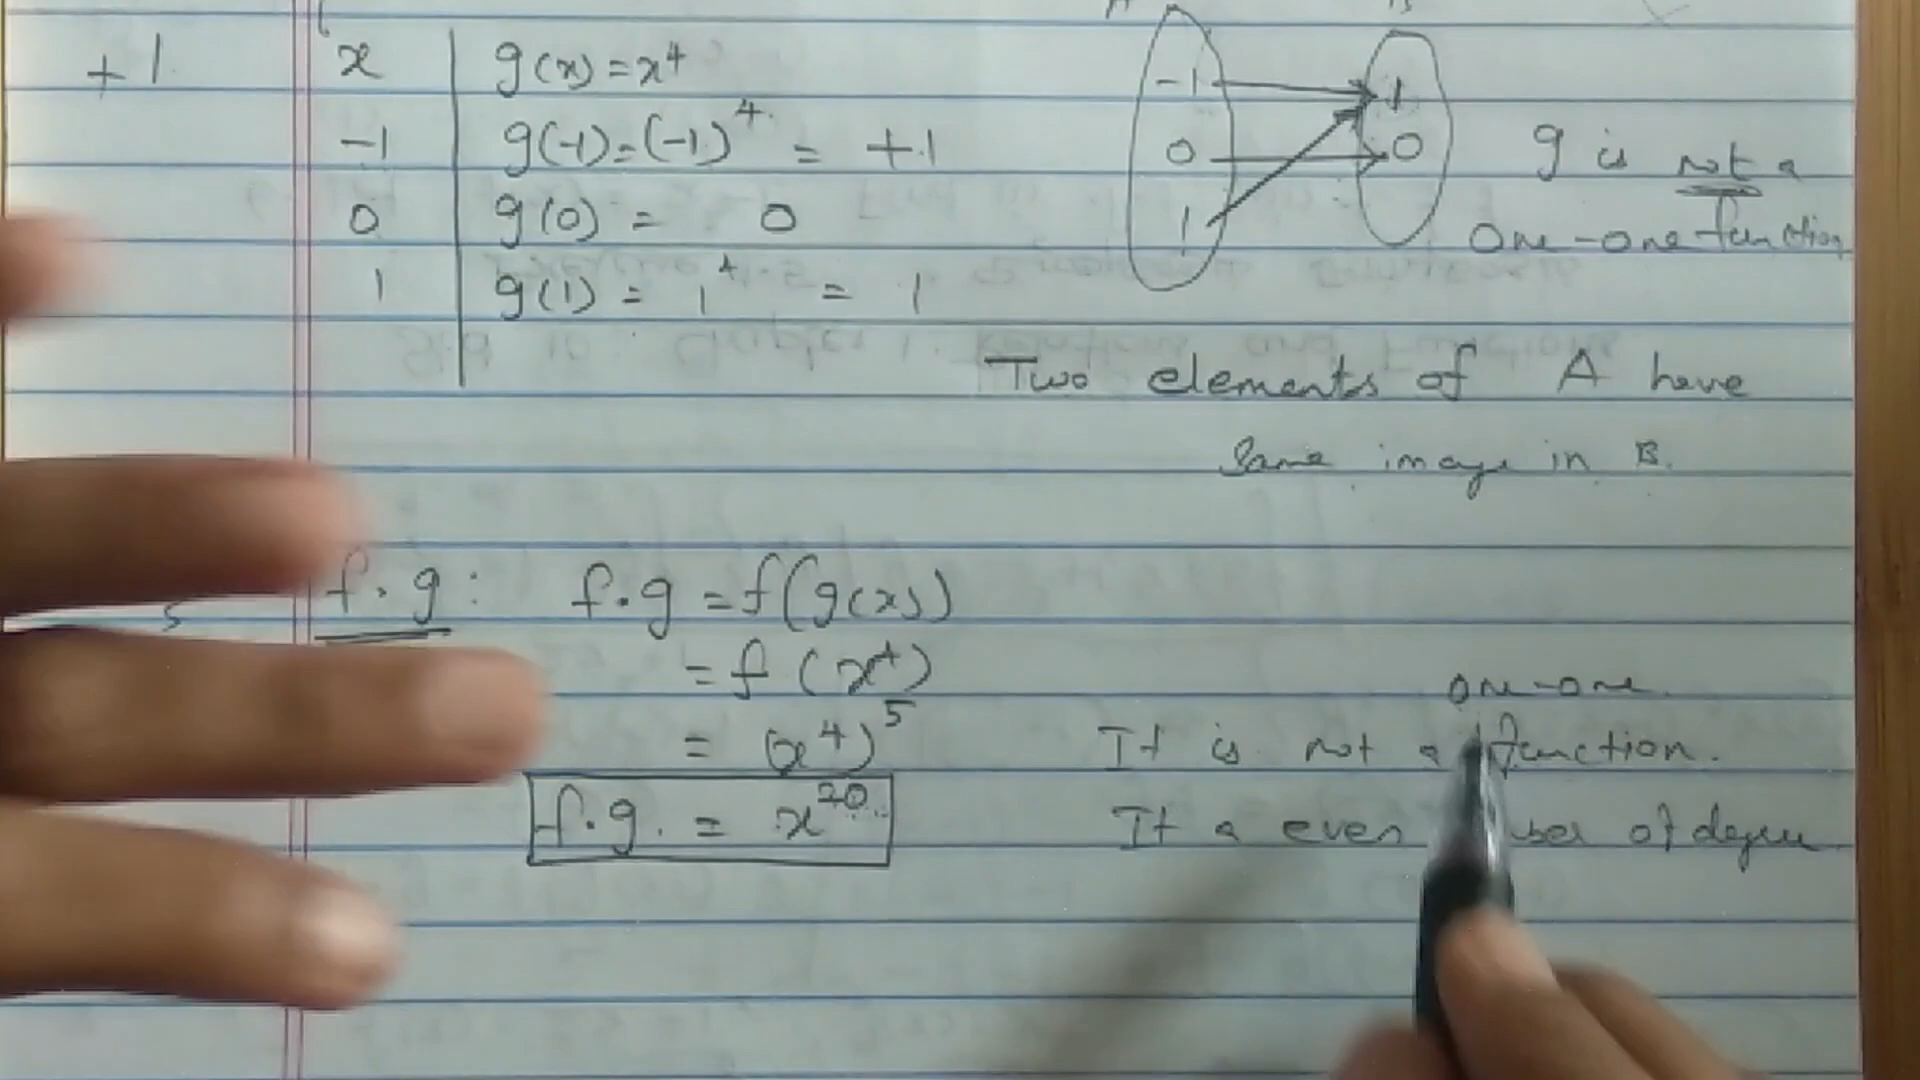 +1
x g(x)=x⁴
-1 g(-1)=(-1)⁴ = +1
0 g(0) = 0
1 g(1) = 1⁴ = 1
-1 1
0 0
1
g is not a
one-one function
Two elements of A have
Same image in B.
f·g: f·g = f(g(x))
5
= f(x⁴)
= (x⁴)⁵
f·g. = x²⁰.
one-one.
It is not a function.
It a even of degree